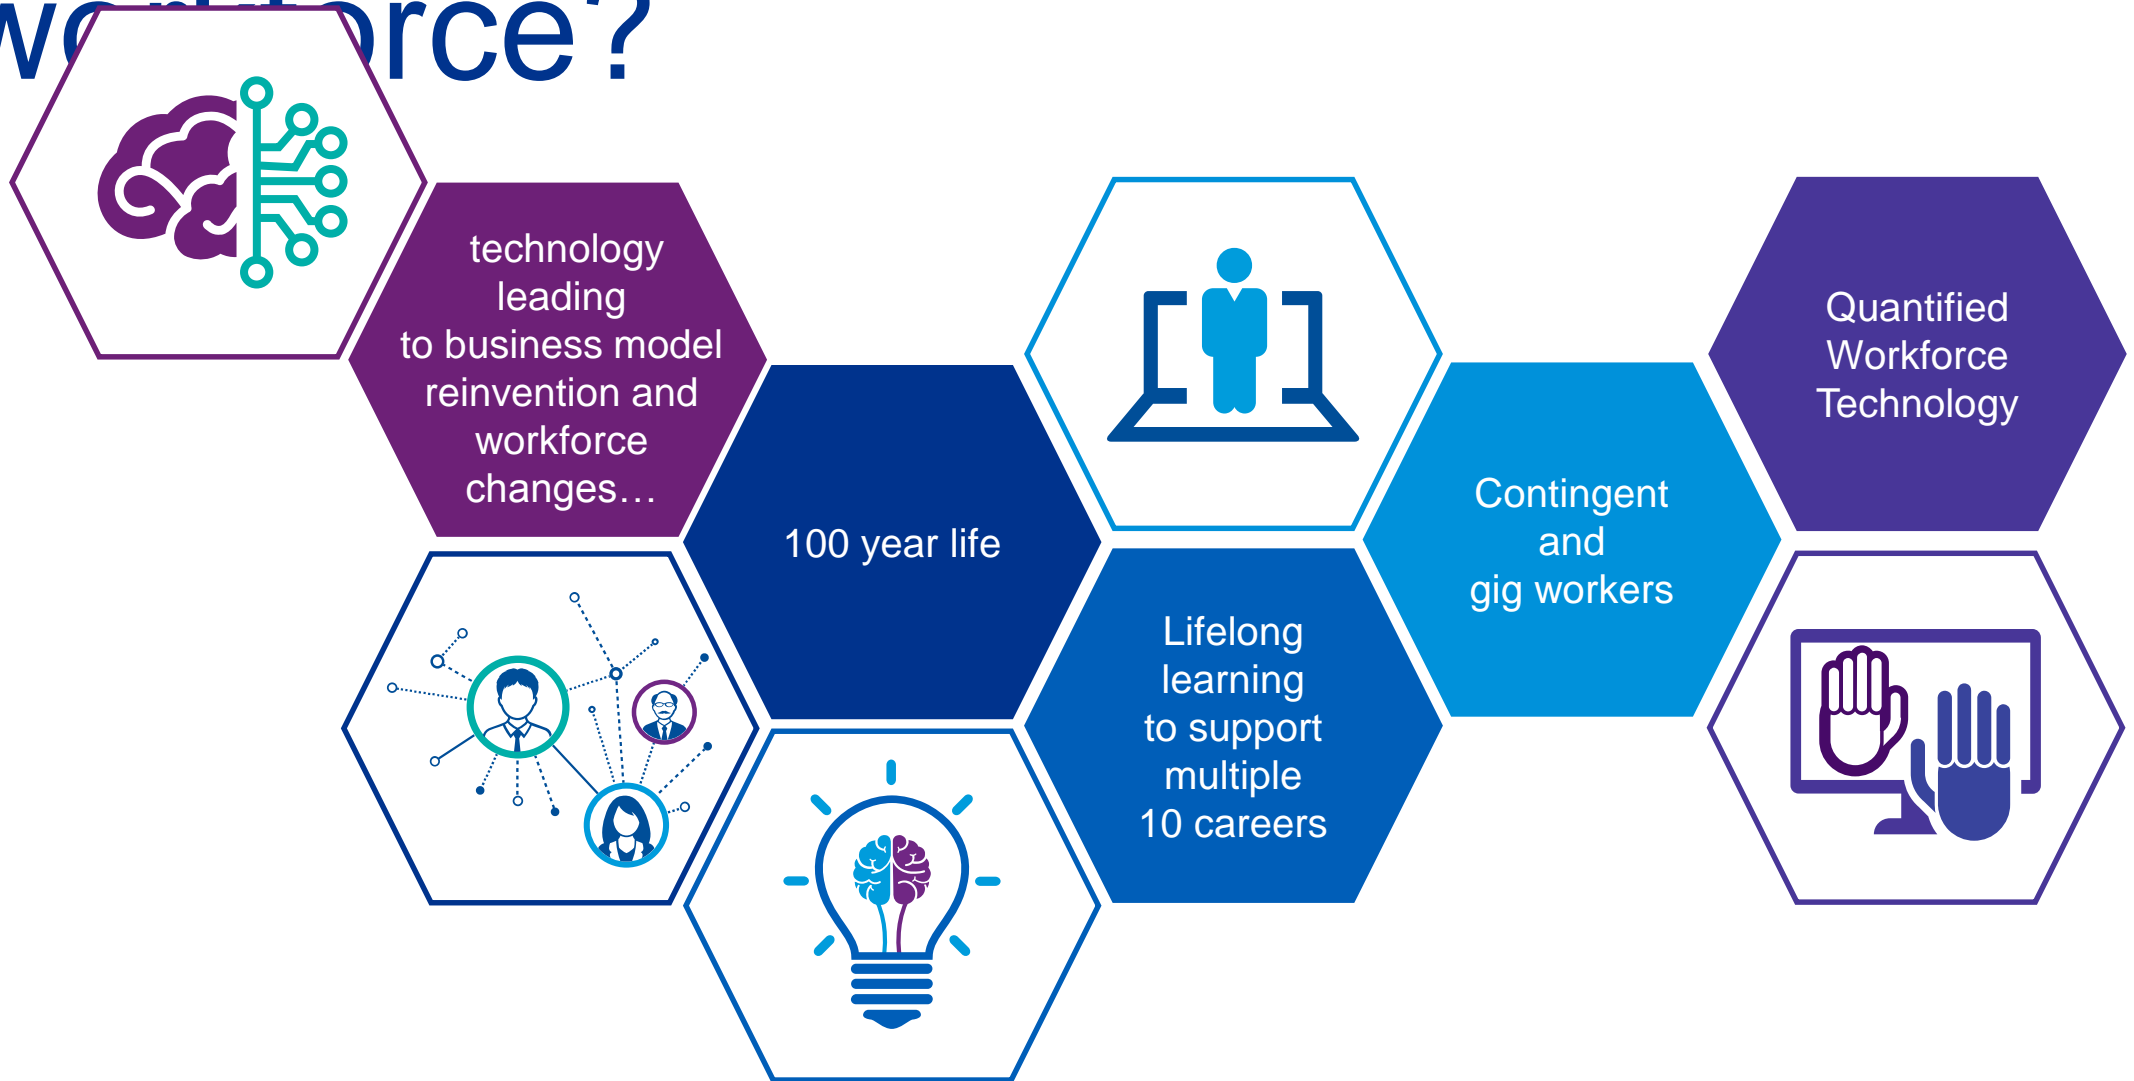 workforce?
technology
leading
to business model
reinvention and
workforce
changes…
100 year life
Lifelong
learning
to support
multiple
10 careers
Contingent
and
gig workers
Quantified
Workforce
Technology